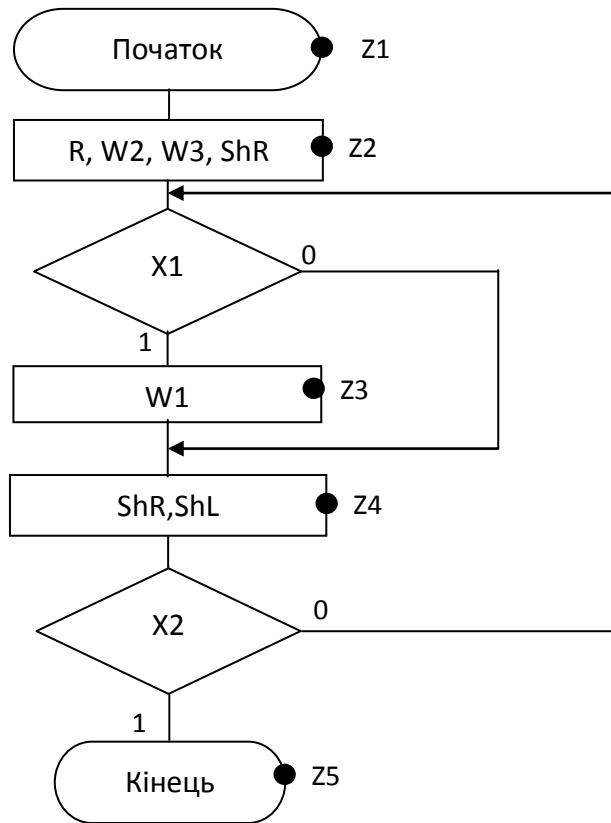 Початок Z1
R, W2, W3, ShR Z2
X1 0
1
W1 Z3
ShR,ShL Z4
X2 0
1
Кінець Z5